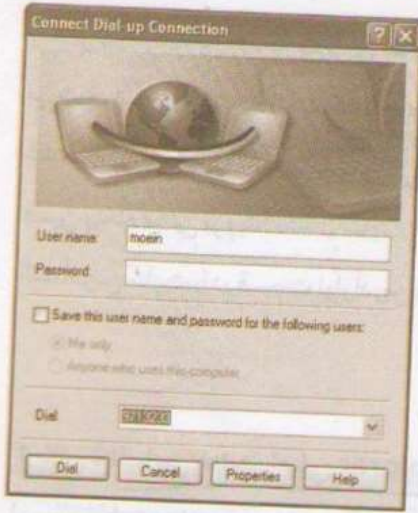 Connect Dial-up Connection
User name: moein
Password:
Save this user name and password for the following users:
Me only
Anyone who uses this computer
Dial:
Dial Cancel Properties Help